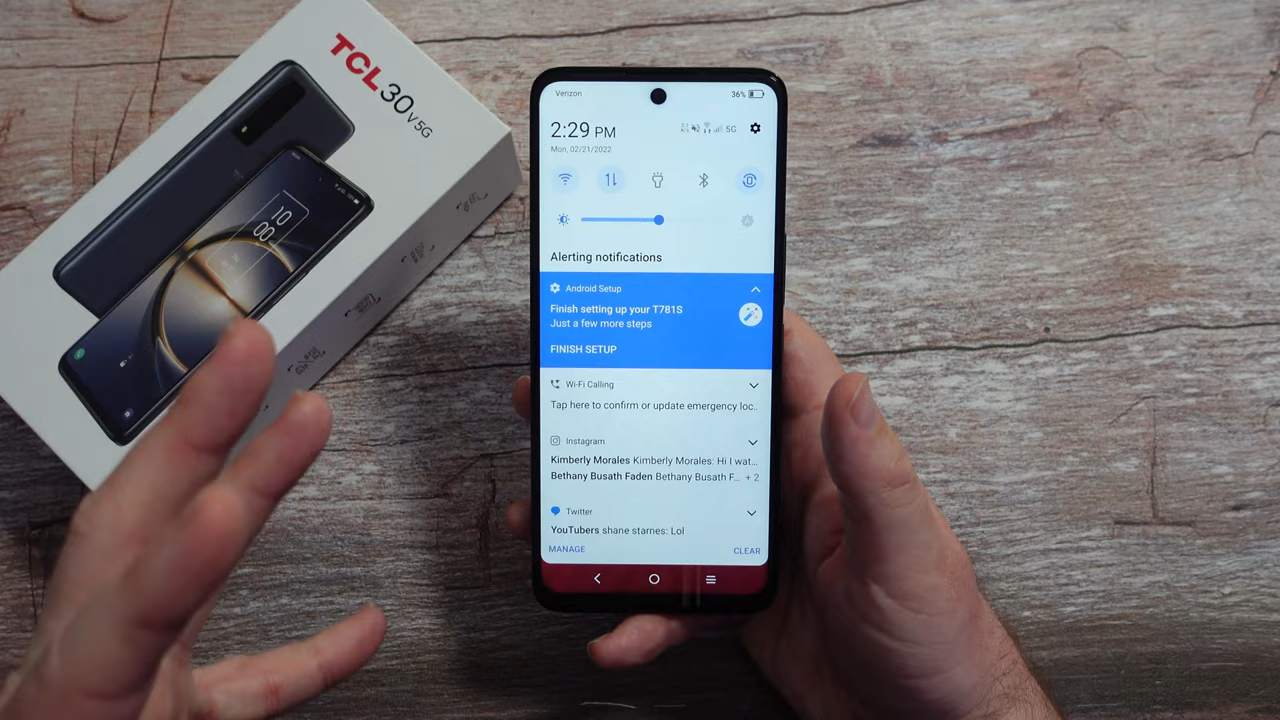 TCL 30 V 5G
10
00
Verizon
36%
2:29 PM
5G
Mon, 02/21/2022
Alerting notifications
Android Setup
Finish setting up your T781S
Just a few more steps
FINISH SETUP
Wi-Fi Calling
Tap here to confirm or update emergency loc..
Instagram
Kimberly Morales Kimberly Morales: Hi I wat...
Bethany Busath Faden Bethany Busath F... + 2
Twitter
YouTubers shane starnes: Lol
MANAGE
CLEAR